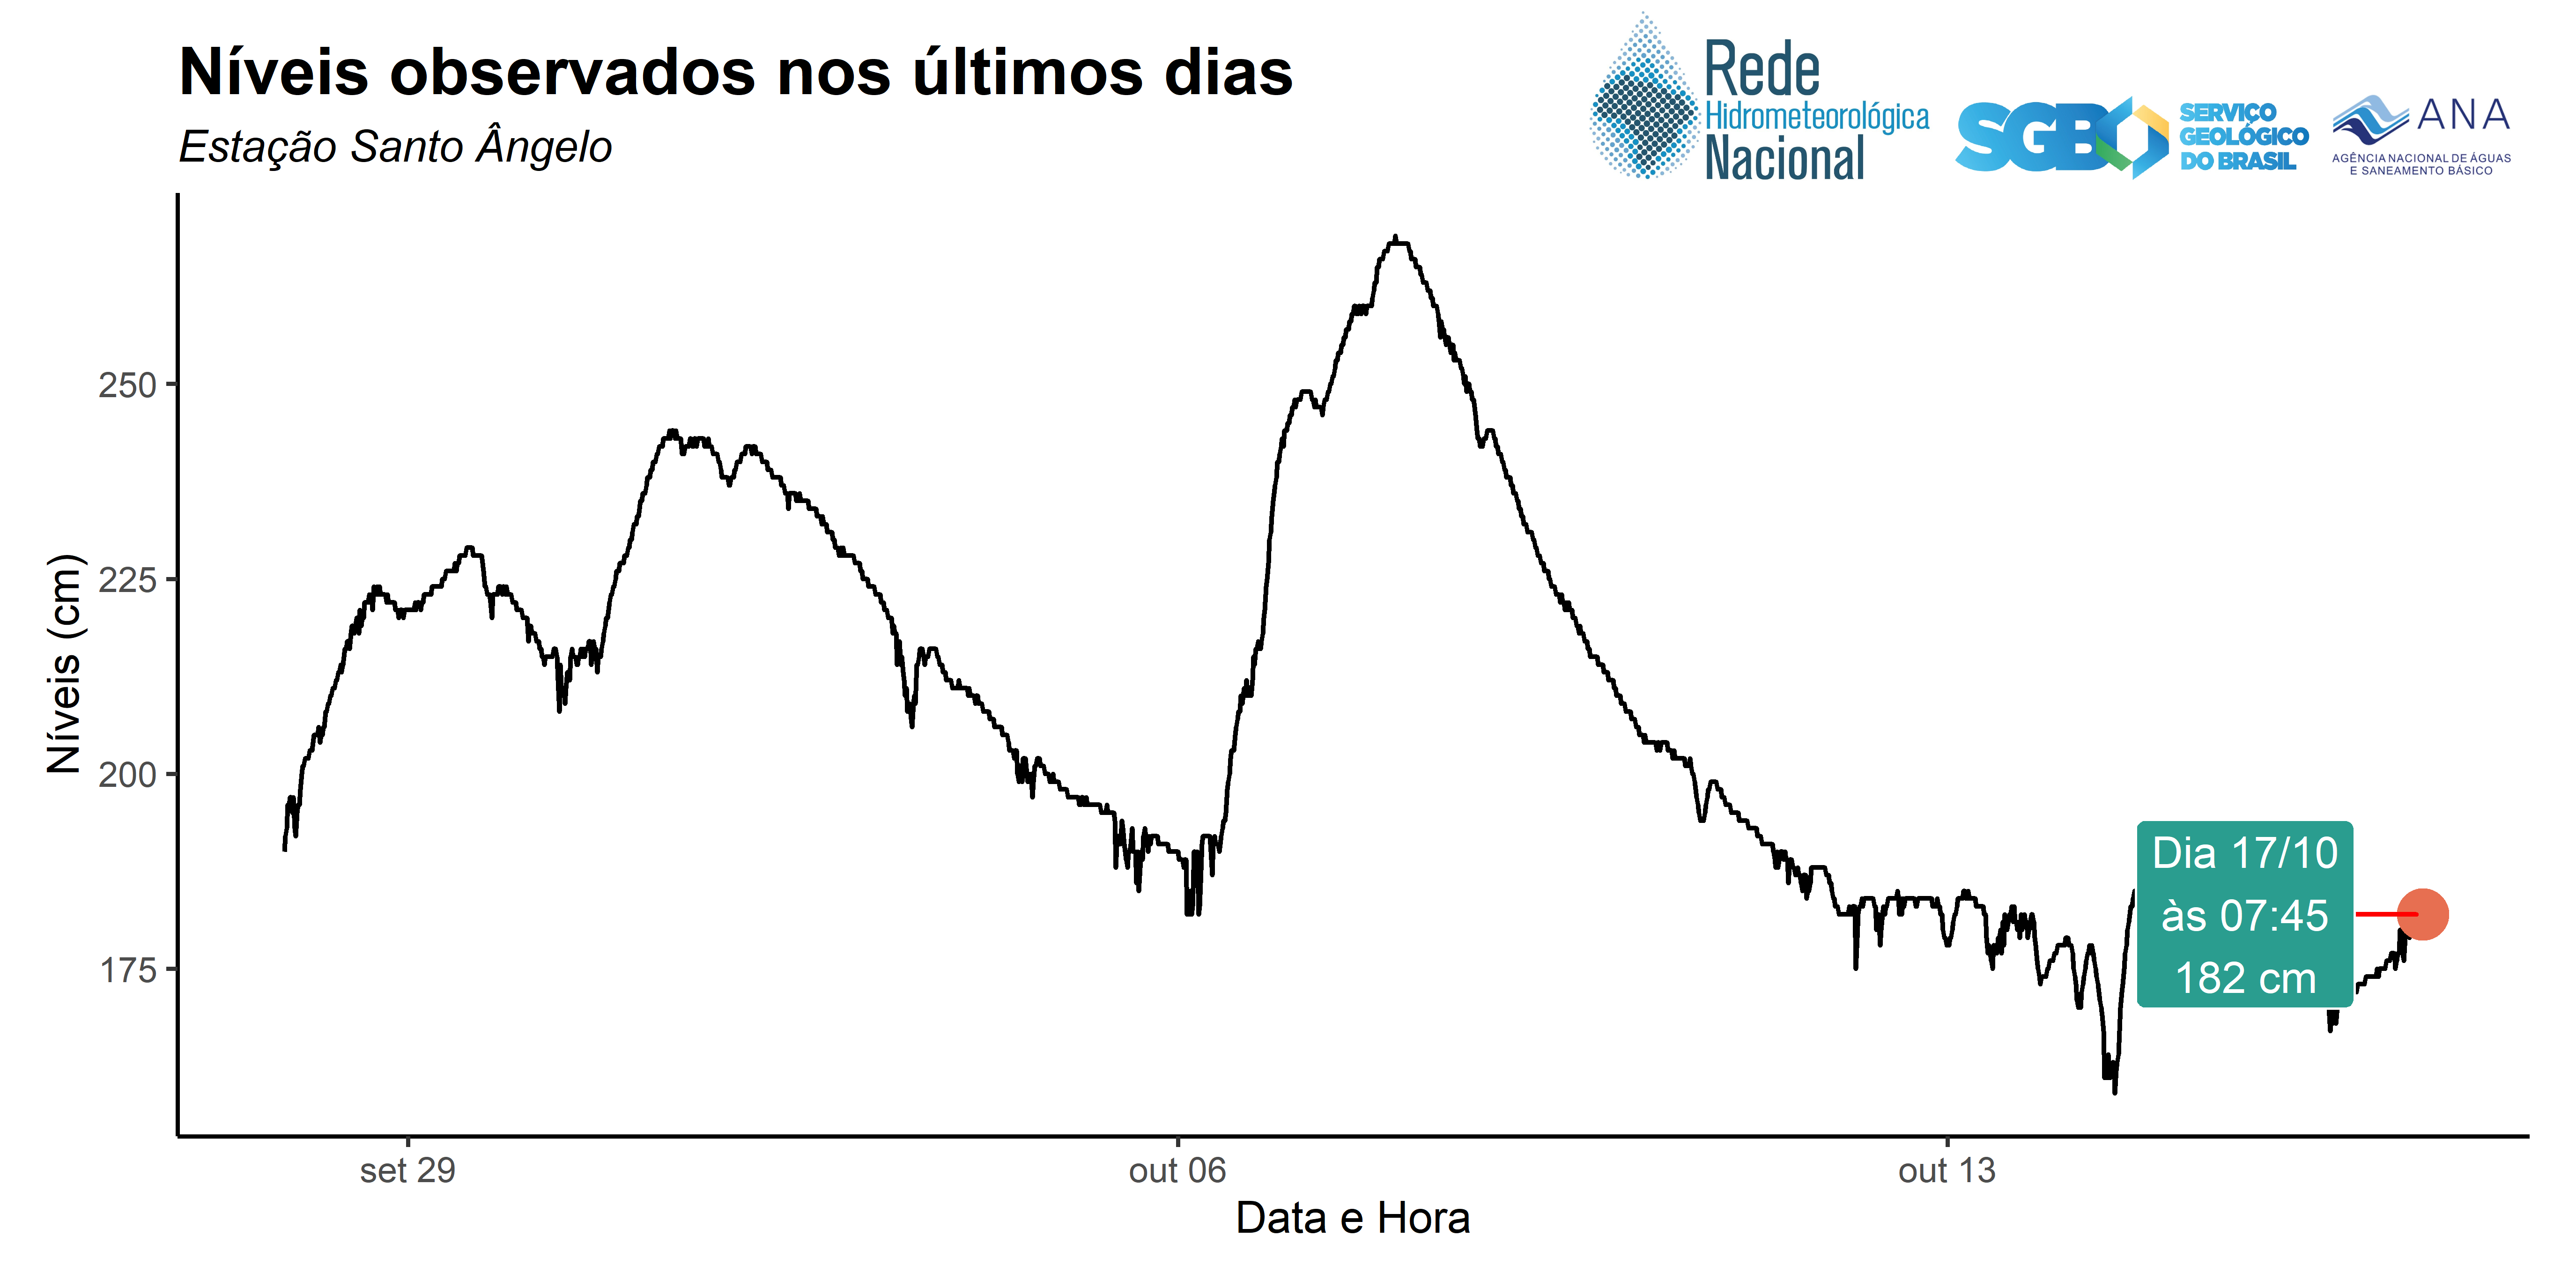 Níveis observados nos últimos dias
Estação Santo Ângelo
Rede
Hidrometeorológica
Nacional
SGB
SERVIÇO
GEOLÓGICO
DO BRASIL
ANA
AGÊNCIA NACIONAL DE ÁGUAS
E SANEAMENTO BÁSICO
Níveis (cm)
250
225
200
175
Dia 17/10
às 07:45
182 cm
set 29
out 06
out 13
Data e Hora